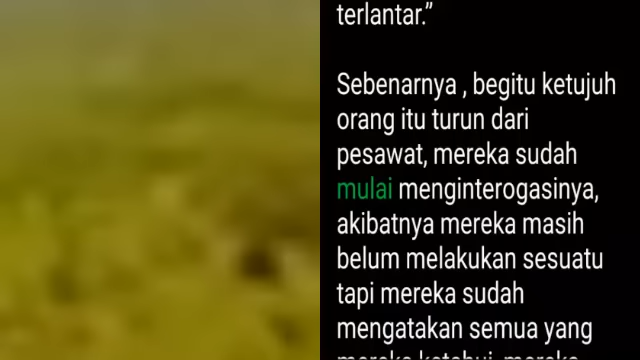 terlantar.”
Sebenarnya , begitu ketujuh
orang itu turun dari
pesawat, mereka sudah
mulai menginterogasinya,
akibatnya mereka masih
belum melakukan sesuatu
tapi mereka sudah
mengatakan semua yang